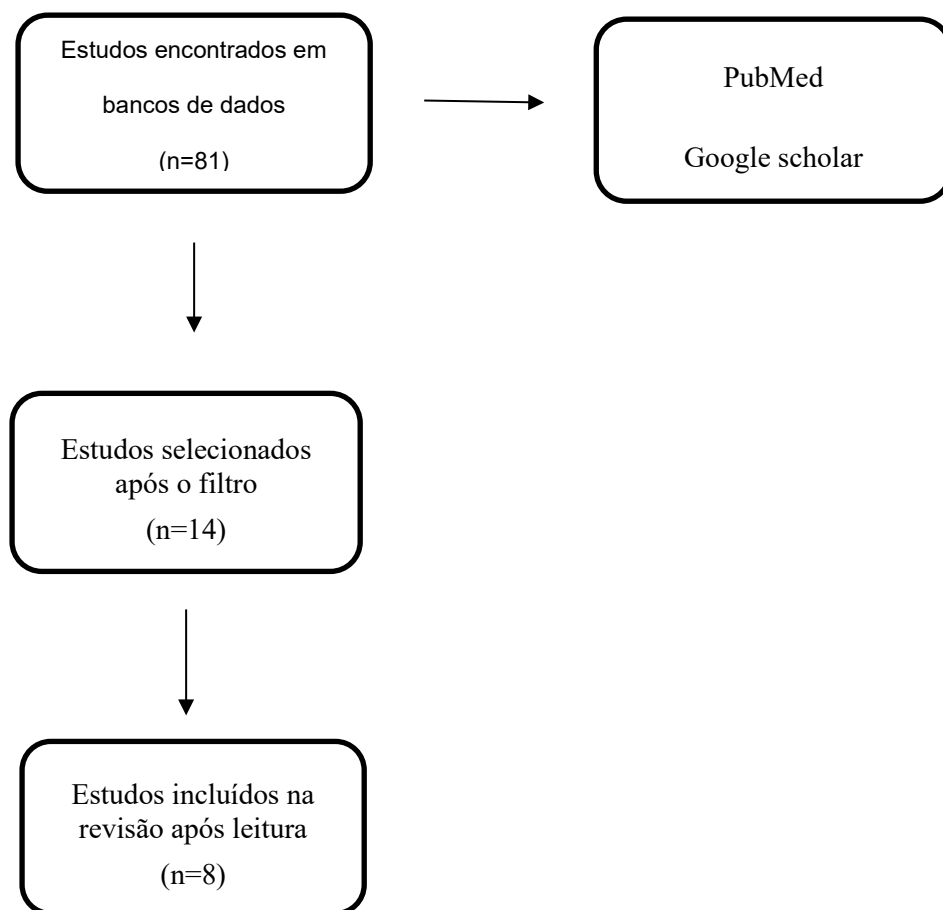 Estudos encontrados em
bancos de dados
(n=81)
PubMed
Google scholar
Estudos selecionados
após o filtro
(n=14)
Estudos incluídos na
revisão após leitura
(n=8)